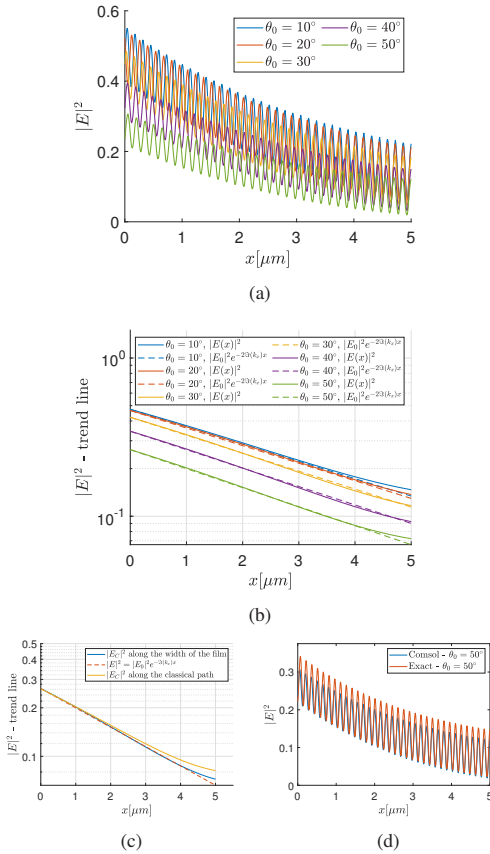 0.6
0.4
0.2
0
|E|²
θ₀ = 10°
θ₀ = 20°
θ₀ = 30°
θ₀ = 40°
θ₀ = 50°
0 1 2 3 4 5
x[μm]
(a)
10⁰
10⁻¹
|E|² - trend line
θ₀ = 10°, |E(x)|²
θ₀ = 10°, |E₀|²e^{-2ℑ(kₓ)x}
θ₀ = 20°, |E(x)|²
θ₀ = 20°, |E₀|²e^{-2ℑ(kₓ)x}
θ₀ = 30°, |E(x)|²
θ₀ = 30°, |E₀|²e^{-2ℑ(kₓ)x}
θ₀ = 40°, |E(x)|²
θ₀ = 40°, |E₀|²e^{-2ℑ(kₓ)x}
θ₀ = 50°, |E(x)|²
θ₀ = 50°, |E₀|²e^{-2ℑ(kₓ)x}
0 1 2 3 4 5
x[μm]
(b)
0.5
0.4
0.3
0.2
0.1
|E|² - trend line
|E_C|² along the width of the film
|E|² = |E₀|²e^{-2ℑ(kₓ)x}
|E_C|² along the classical path
0 1 2 3 4 5
x[μm]
(c)
0.3
0.2
0.1
0
|E|²
Comsol - θ₀ = 50°
Exact - θ₀ = 50°
0 1 2 3 4 5
x[μm]
(d)